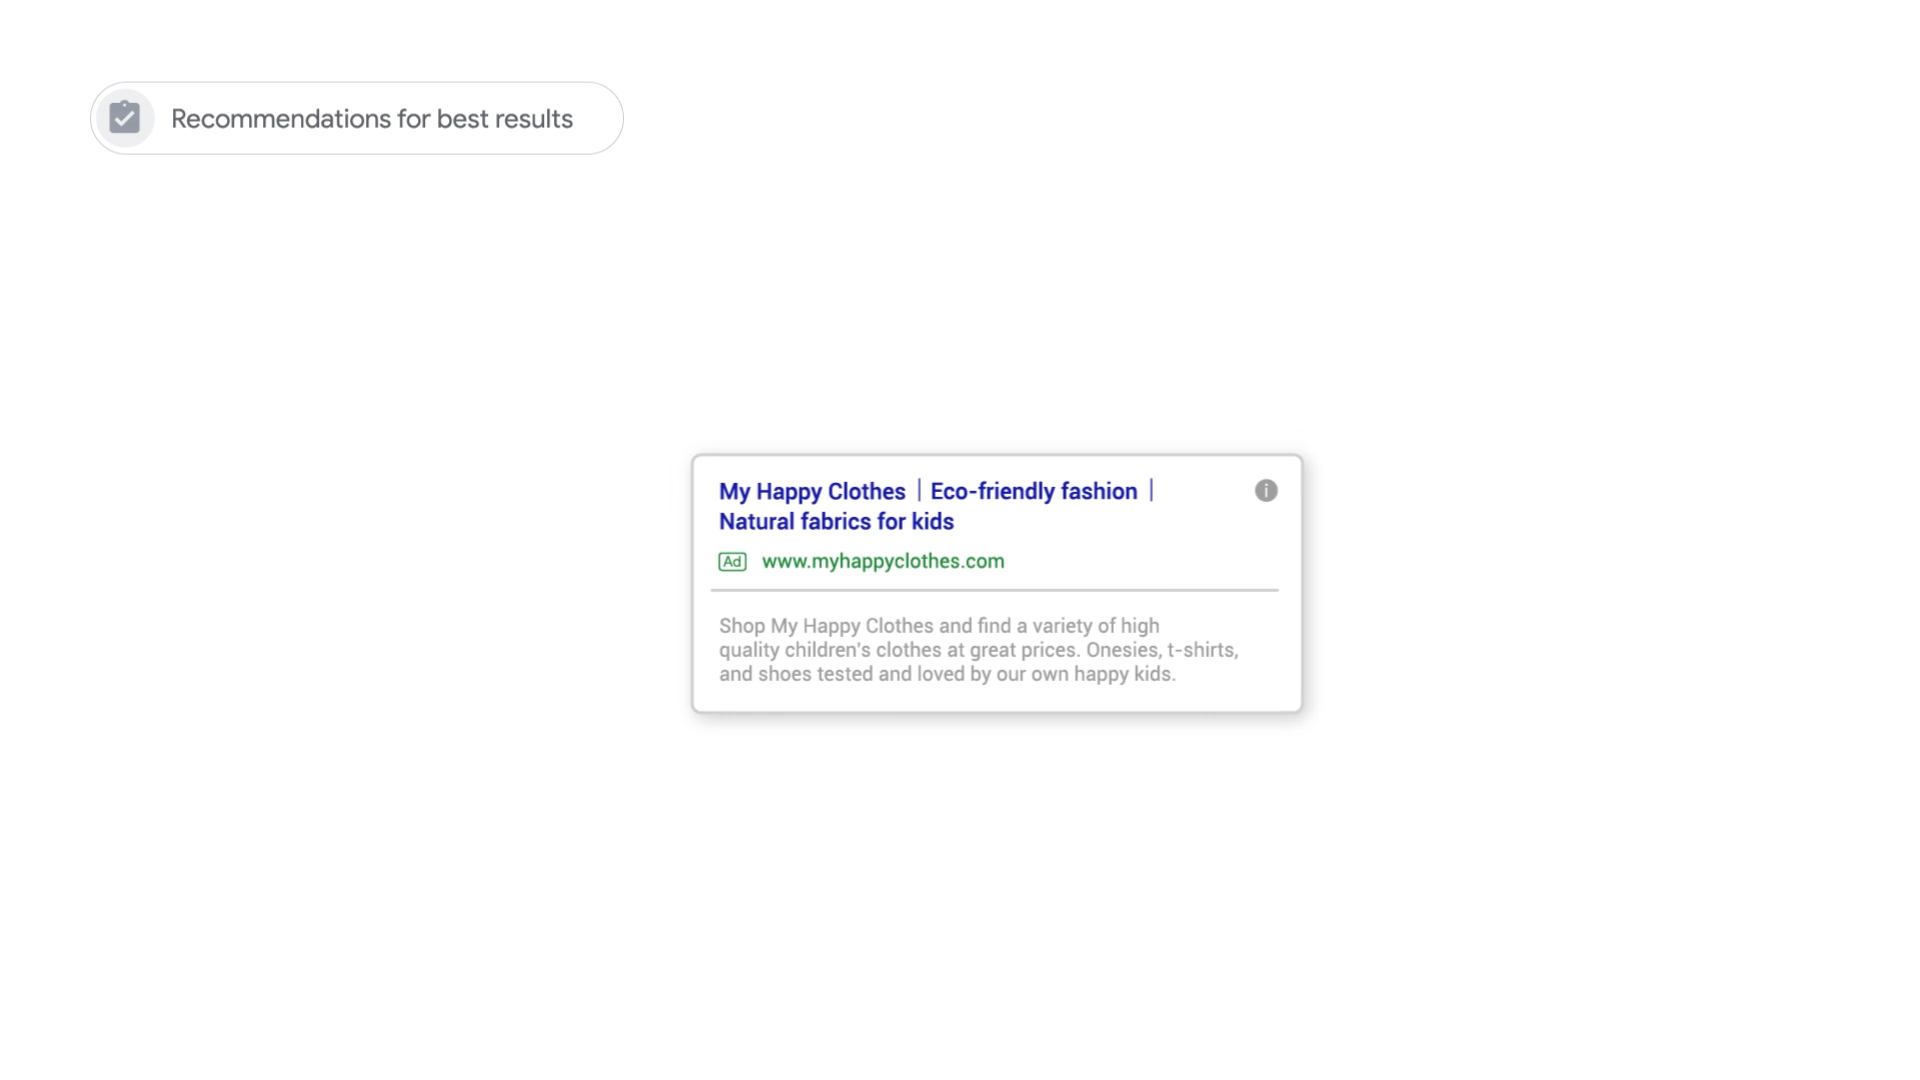 Recommendations for best results
My Happy Clothes | Eco-friendly fashion |
Natural fabrics for kids
Ad www.myhappyclothes.com
Shop My Happy Clothes and find a variety of high
quality children's clothes at great prices. Onesies, t-shirts,
and shoes tested and loved by our own happy kids.